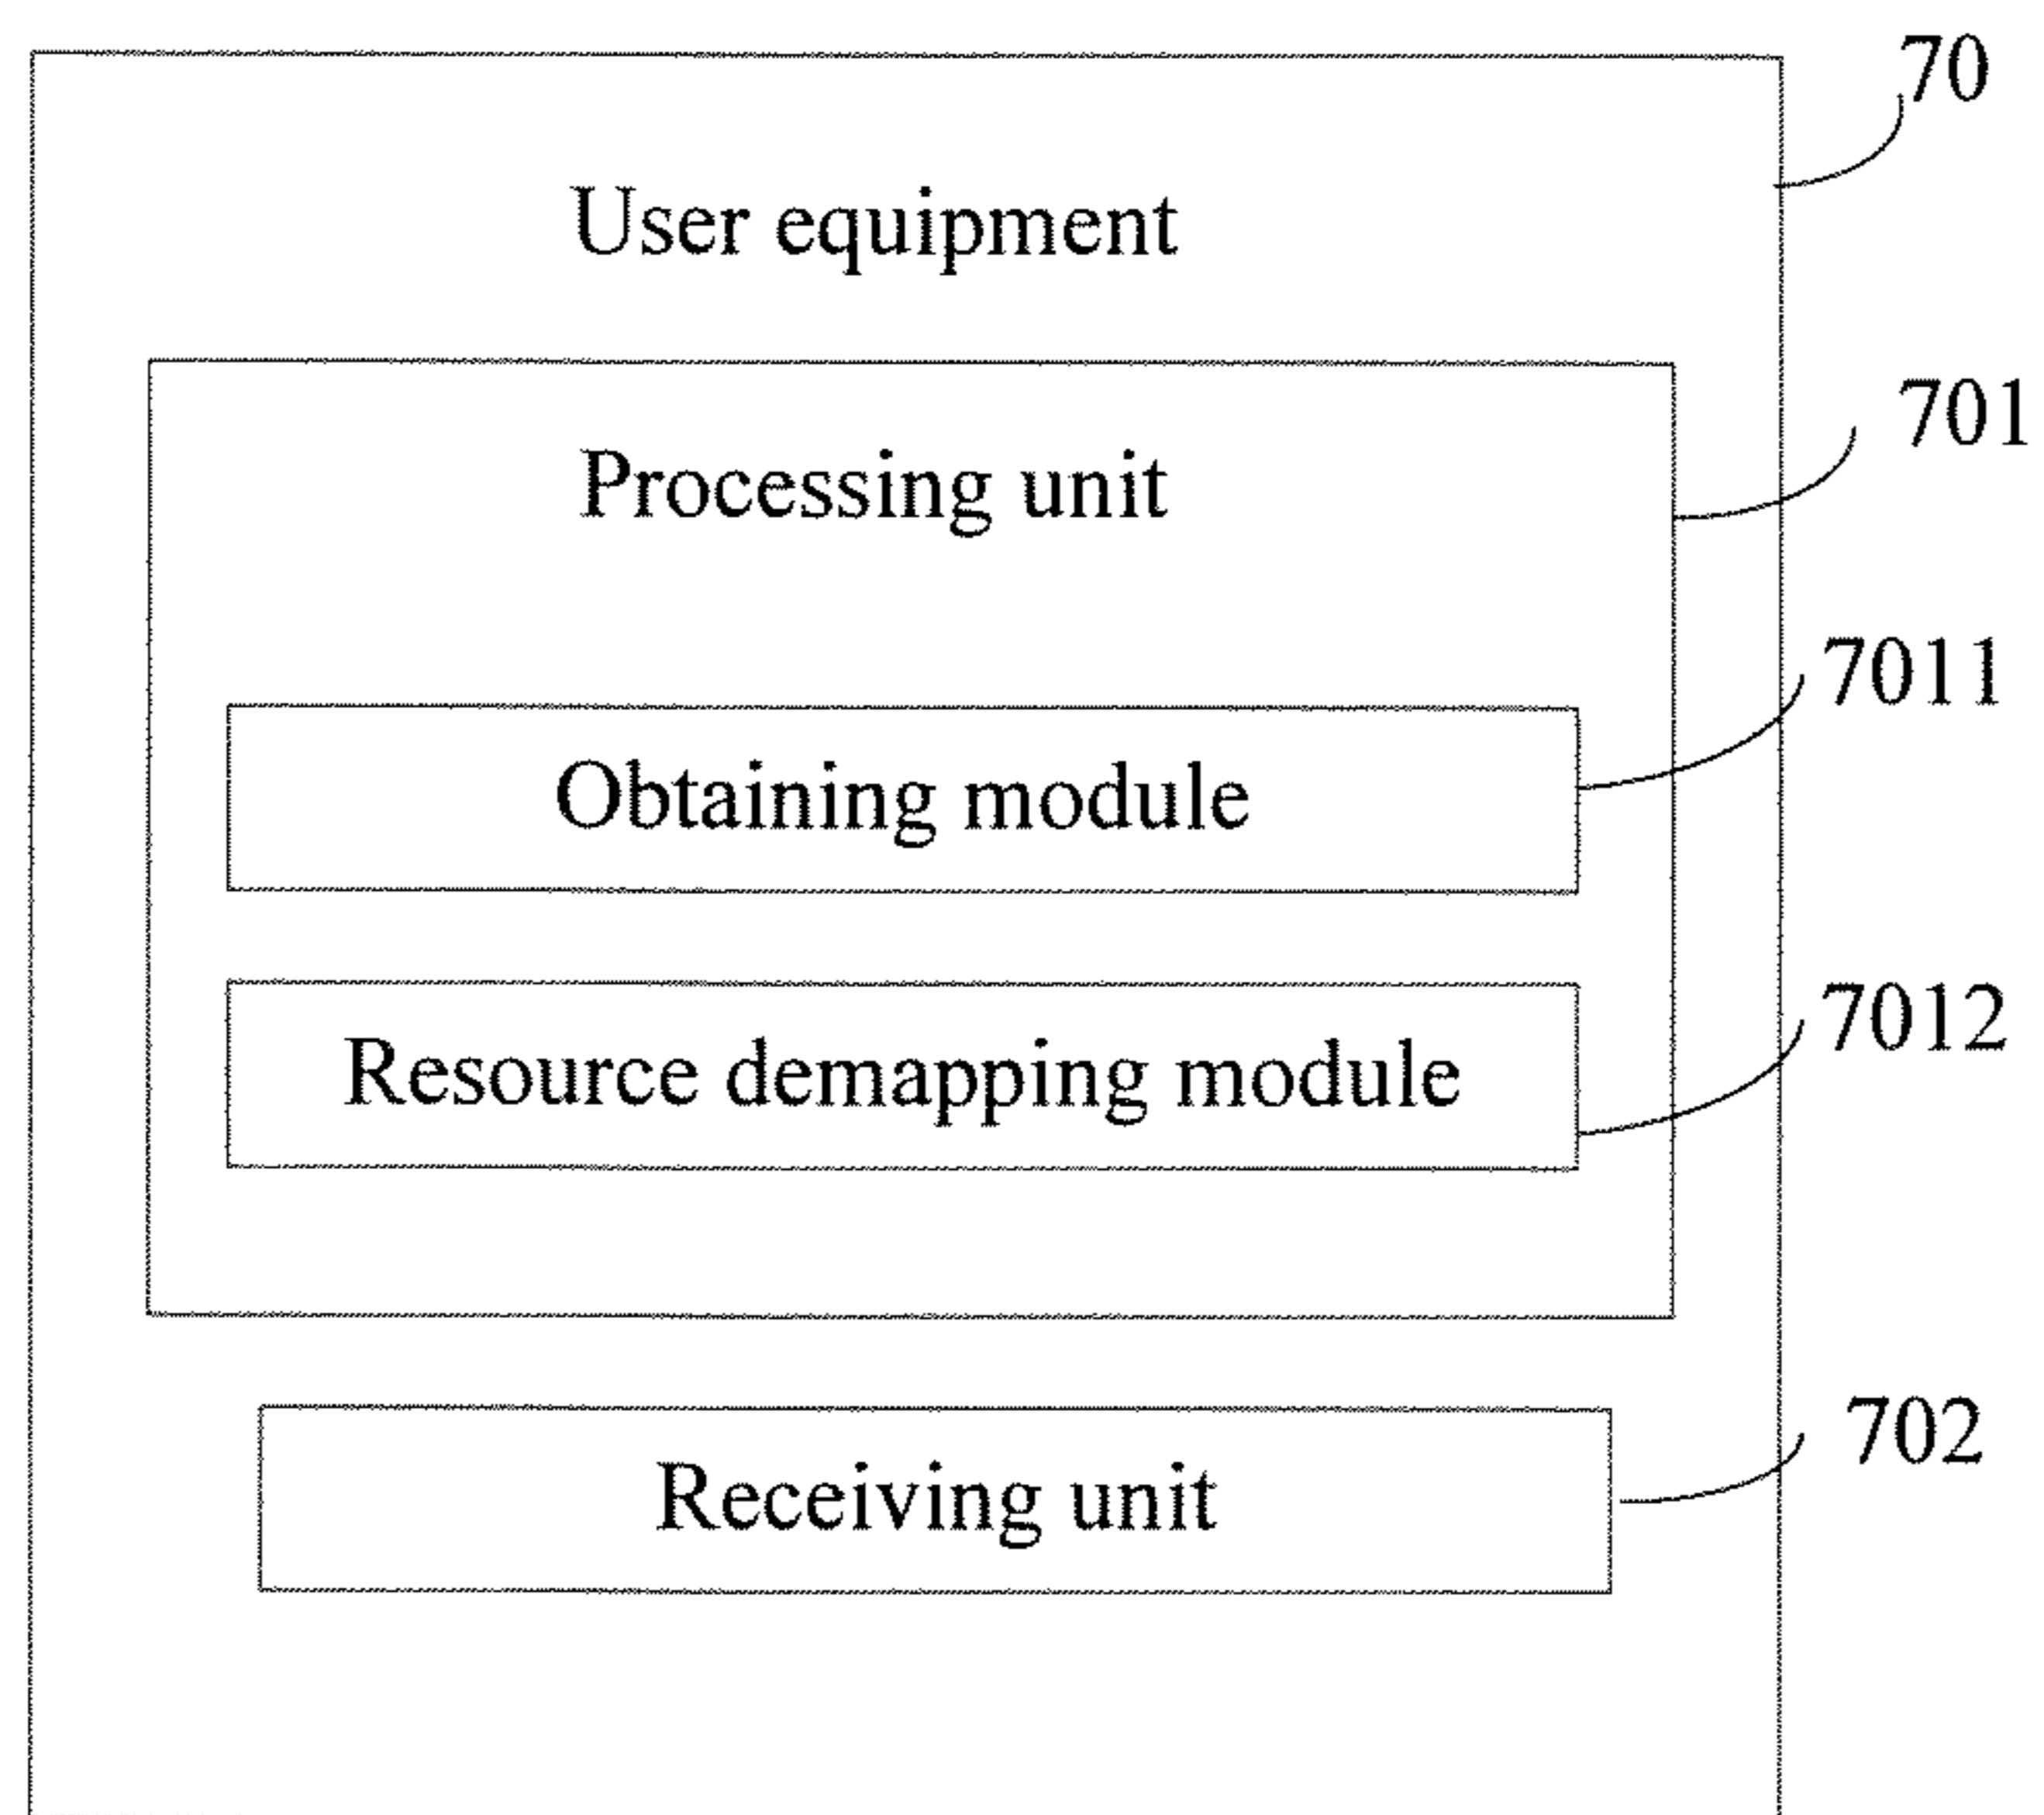 70
User equipment
701
Processing unit
7011
Obtaining module
7012
Resource demapping module
702
Receiving unit